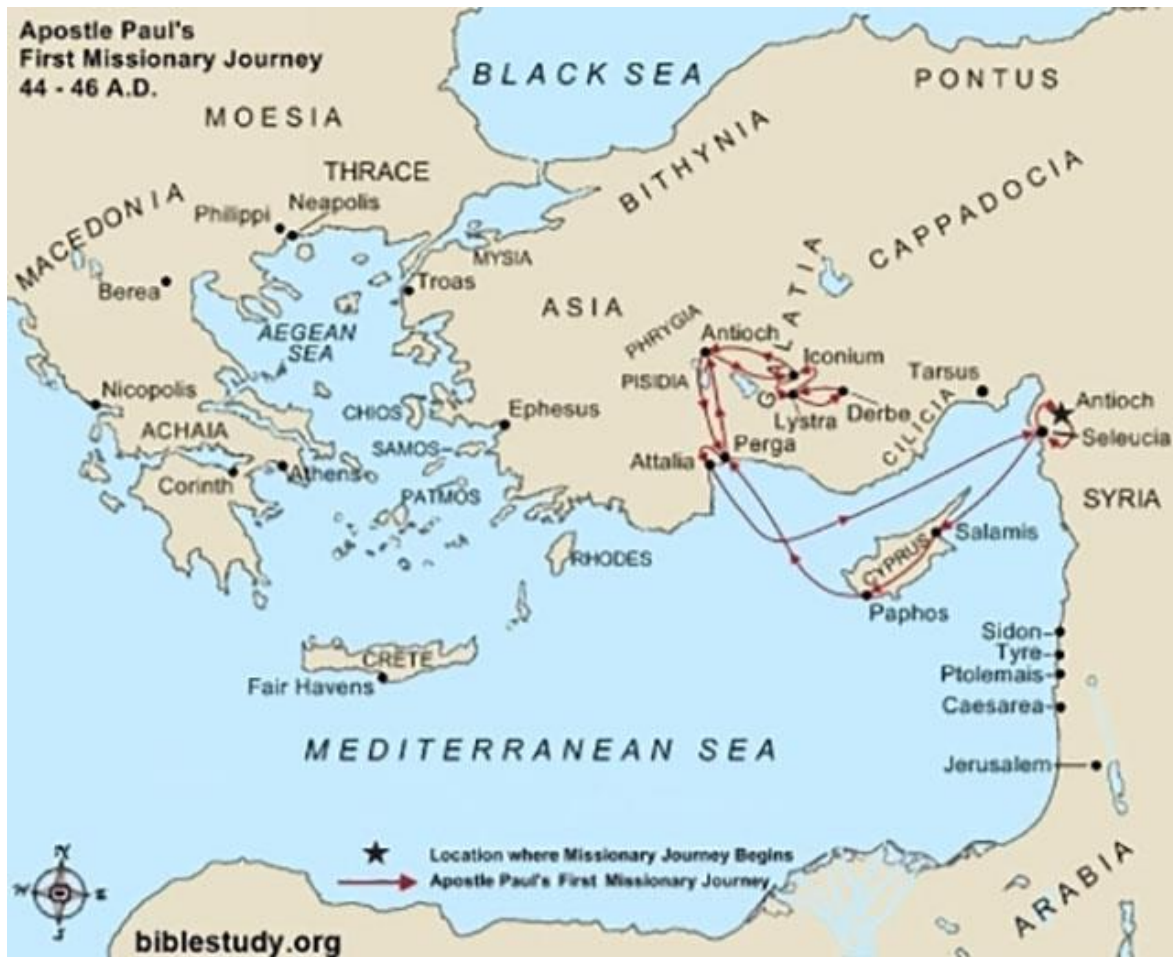 Apostle Paul's
First Missionary Journey
44 - 46 A.D.
BLACK SEA
PONTUS
MOESIA
THRACE
BITHYNIA
MACEDONIA
Philippi
Neapolis
CAPPADOCIA
MYSIA
Berea
Troas
GALATIA
ASIA
AEGEAN
SEA
PHRYGIA
Antioch
Iconium
PISIDIA
Tarsus
Nicopolis
CHIOS
Ephesus
Lystra
Derbe
CILICIA
Antioch
ACHAIA
Seleucia
SAMOS
Perga
Attalia
Corinth
Athens
PATMOS
SYRIA
Salamis
RHODES
CYPRUS
Paphos
Sidon
Tyre
CRETE
Ptolemais
Fair Havens
Caesarea
MEDITERRANEAN SEA
Jerusalem
N
W
E
S
Location where Missionary Journey Begins
Apostle Paul's First Missionary Journey
ARABIA
biblestudy.org